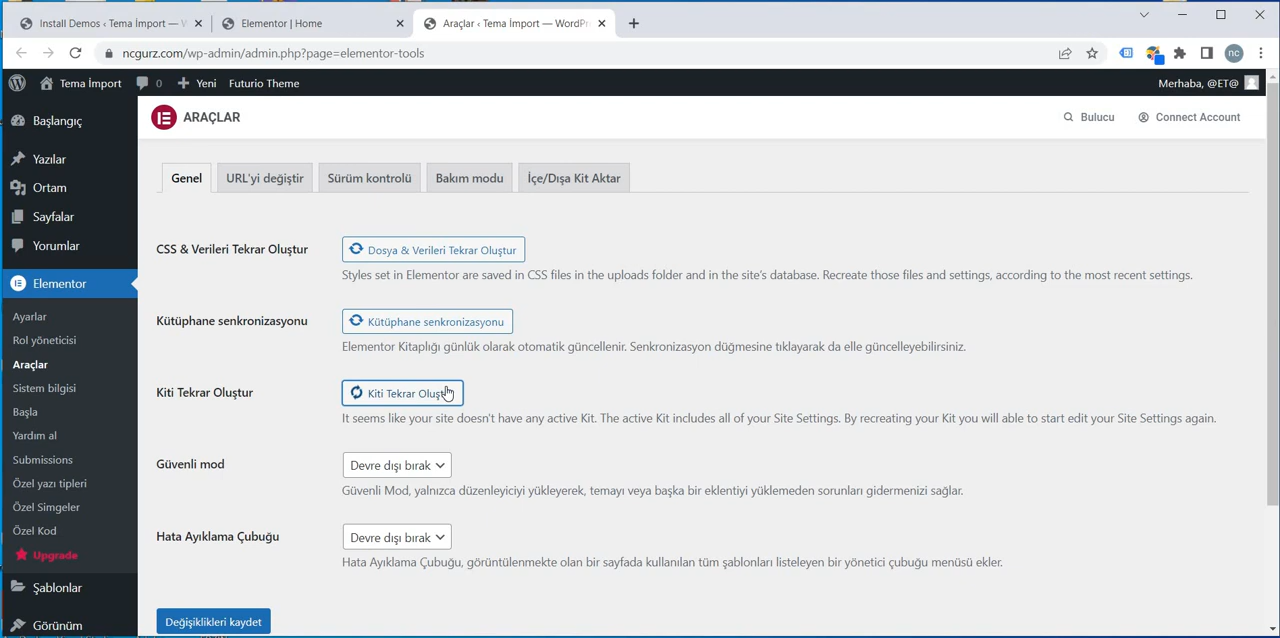 Install Demos ‹ Tema İmport — W
Elementor | Home
Araçlar ‹ Tema İmport — WordPr
ncgurz.com/wp-admin/admin.php?page=elementor-tools
nc
Tema İmport
0
Yeni
Futurio Theme
Merhaba, @ET@
Başlangıç
Yazılar
Ortam
Sayfalar
Yorumlar
Elementor
Ayarlar
Rol yöneticisi
Araçlar
Sistem bilgisi
Başla
Yardım al
Submissions
Özel yazı tipleri
Özel Simgeler
Özel Kod
Upgrade
Şablonlar
Görünüm
ARAÇLAR
Bulucu
Connect Account
Genel
URL'yi değiştir
Sürüm kontrolü
Bakım modu
İçe/Dışa Kit Aktar
CSS & Verileri Tekrar Oluştur
Dosya & Verileri Tekrar Oluştur
Styles set in Elementor are saved in CSS files in the uploads folder and in the site's database. Recreate those files and settings, according to the most recent settings.
Kütüphane senkronizasyonu
Kütüphane senkronizasyonu
Elementor Kitaplığı günlük olarak otomatik güncellenir. Senkronizasyon düğmesine tıklayarak da elle güncelleyebilirsiniz.
Kiti Tekrar Oluştur
Kiti Tekrar Oluştur
It seems like your site doesn't have any active Kit. The active Kit includes all of your Site Settings. By recreating your Kit you will able to start edit your Site Settings again.
Güvenli mod
Devre dışı bırak
Güvenli Mod, yalnızca düzenleyiciyi yükleyerek, temayı veya başka bir eklentiyi yüklemeden sorunları gidermenizi sağlar.
Hata Ayıklama Çubuğu
Devre dışı bırak
Hata Ayıklama Çubuğu, görüntülenmekte olan bir sayfada kullanılan tüm şablonları listeleyen bir yönetici çubuğu menüsü ekler.
Değişiklikleri kaydet